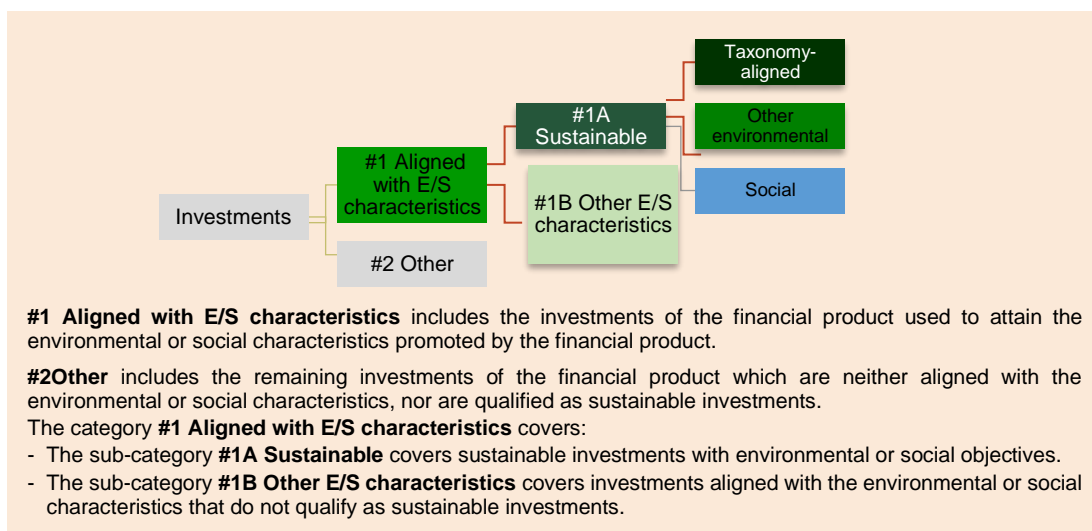 Taxonomy-
aligned
#1A
Sustainable
Other
environmental
#1 Aligned
with E/S
characteristics
Social
#1B Other E/S
characteristics
Investments
#2 Other
#1 Aligned with E/S characteristics includes the investments of the financial product used to attain the
environmental or social characteristics promoted by the financial product.
#2Other includes the remaining investments of the financial product which are neither aligned with the
environmental or social characteristics, nor are qualified as sustainable investments.
The category #1 Aligned with E/S characteristics covers:
- The sub-category #1A Sustainable covers sustainable investments with environmental or social objectives.
- The sub-category #1B Other E/S characteristics covers investments aligned with the environmental or social
characteristics that do not qualify as sustainable investments.